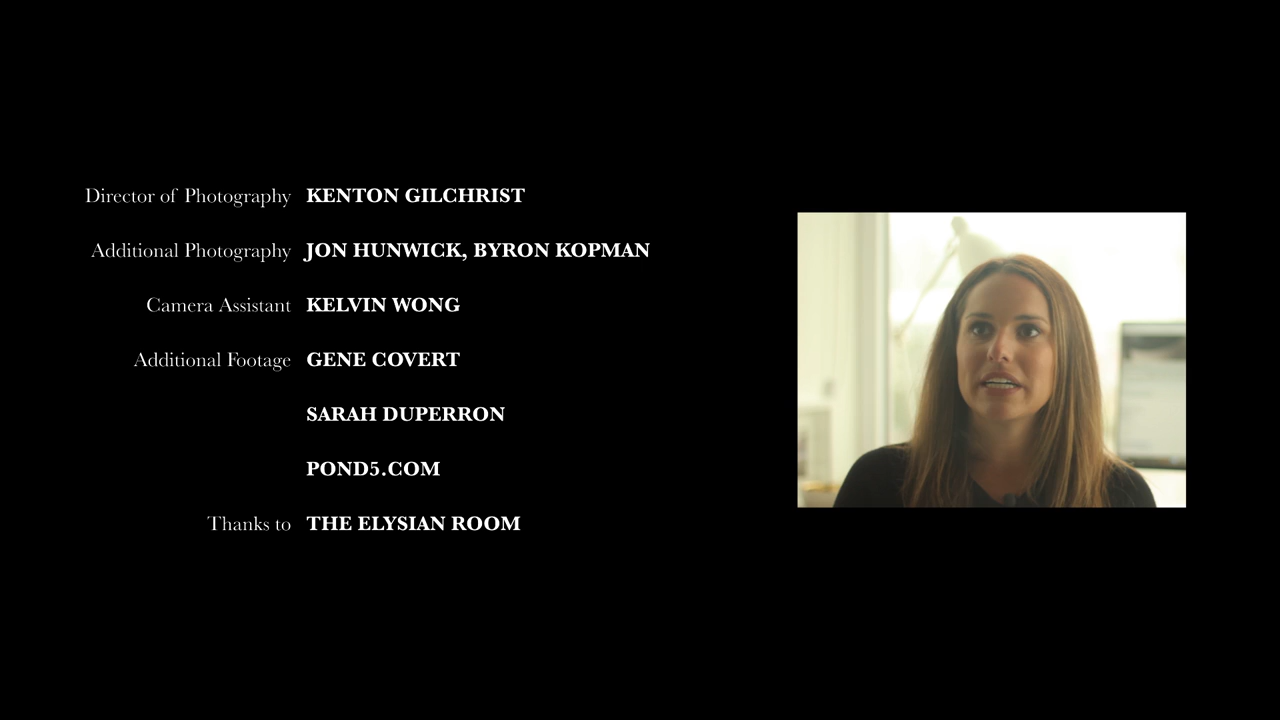 Director of Photography KENTON GILCHRIST
Additional Photography JON HUNWICK, BYRON KOPMAN
Camera Assistant KELVIN WONG
Additional Footage GENE COVERT
SARAH DUPERRON
POND5.COM
Thanks to THE ELYSIAN ROOM